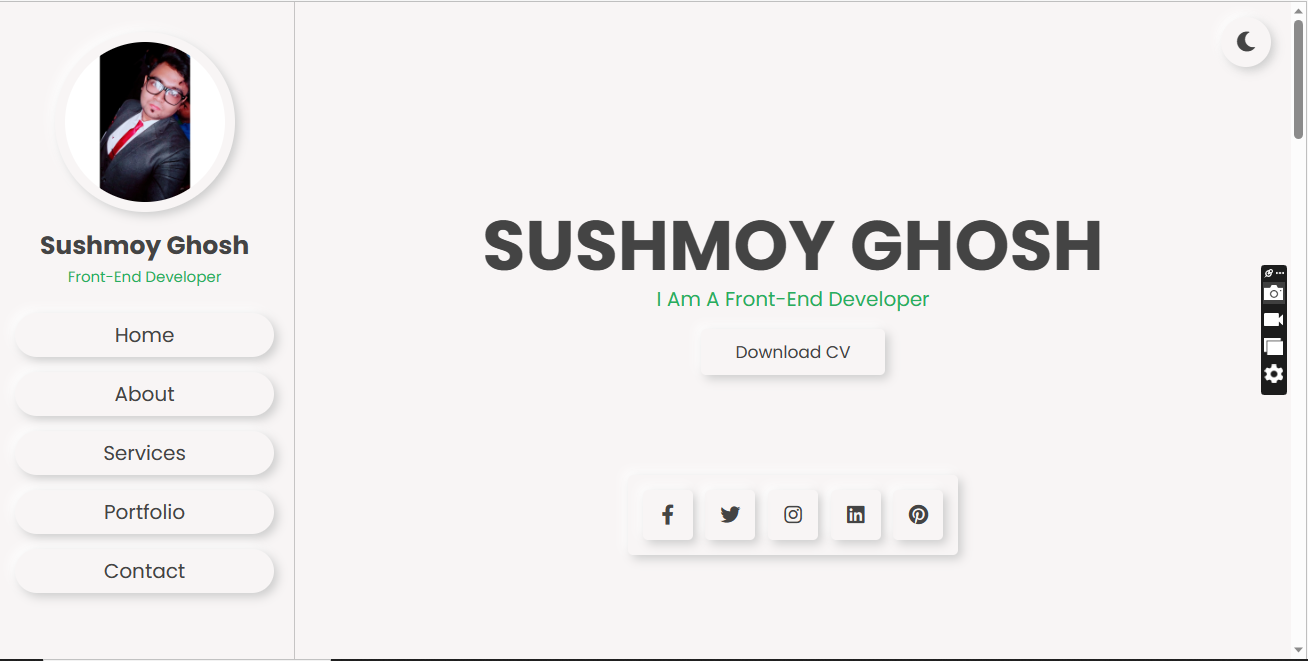 Sushmoy Ghosh
Front-End Developer
Home
About
Services
Portfolio
Contact
SUSHMOY GHOSH
I Am A Front-End Developer
Download CV